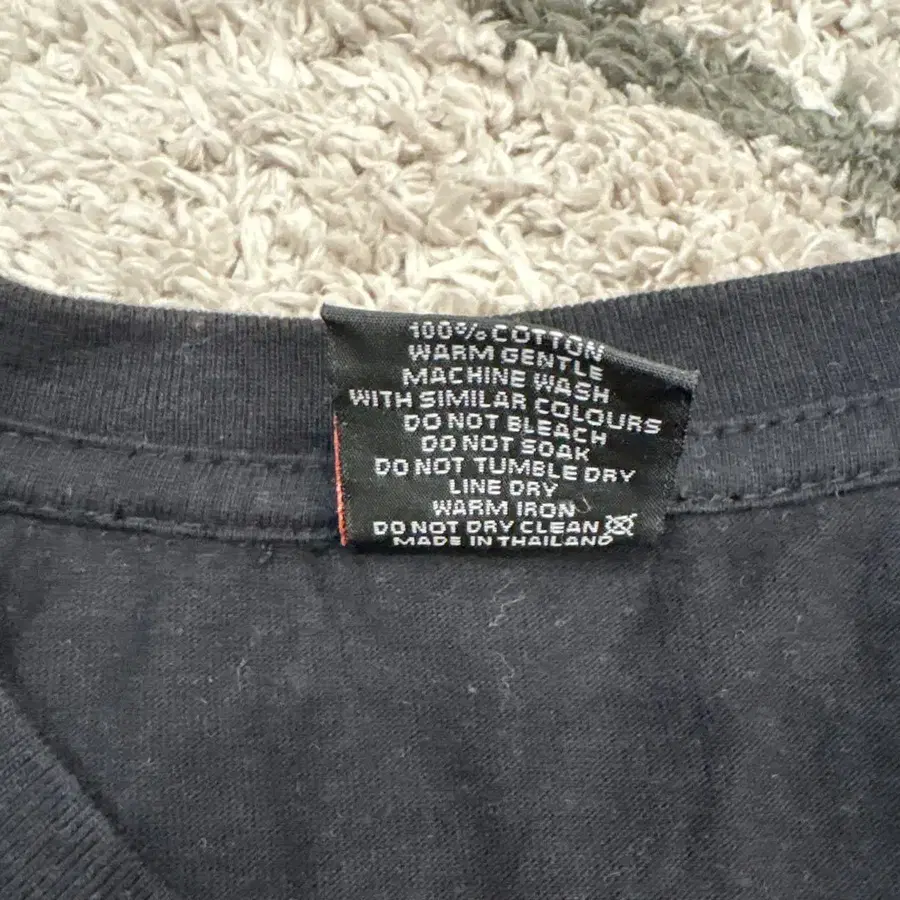 100% COTTON
WARM GENTLE
MACHINE WASH
WITH SIMILAR COLOURS
DO NOT BLEACH
DO NOT SOAK
DO NOT TUMBLE DRY
LINE DRY
WARM IRON
DO NOT DRY CLEAN
MADE IN THAILAND